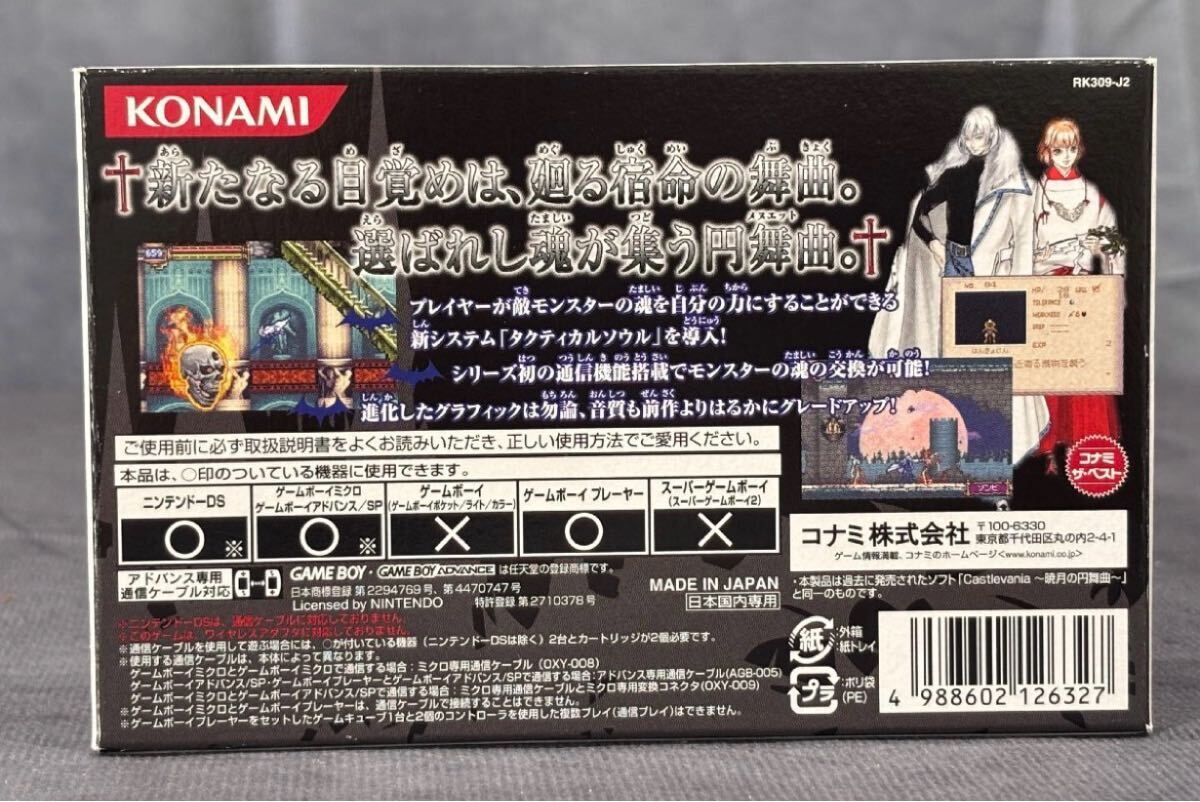 RK309-J2
KONAMI
†新たなる目覚めは、廻る宿命の舞曲。
選ばれし魂が集う円舞曲。†
659
プレイヤーが敵モンスターの魂を自分の力にすることができる
新システム「タクティカルソウル」を導入!
シリーズ初の通信機能搭載でモンスターの魂の交換が可能!
進化したグラフィックは勿論、音質も前作よりはるかにグレードアップ!
EXP
ゾンビ
コナミ
ザ・ベスト
ご使用前に必ず取扱説明書をよくお読みいただき、正しい使用方法でご愛用ください。
本品は、○印のついている機器に使用できます。
ニンテンドーDS
○ ※
ゲームボーイミクロ
ゲームボーイアドバンス/SP
○ ※
ゲームボーイ
(ゲームボーイポケット/ライト/カラー)
×
ゲームボーイ プレーヤー
○
スーパーゲームボーイ
(スーパーゲームボーイ2)
×
アドバンス専用
通信ケーブル対応
GAME BOY・GAME BOY ADVANCE は任天堂の登録商標です。
日本商標登録 第2294769号、第4470747号
Licensed by NINTENDO 特許登録 第2710378号
MADE IN JAPAN
日本国内専用
※ニンテンドーDSは、通信ケーブルに対応しておりません。
※このゲームは、ワイヤレスアダプタに対応しておりません。
※通信ケーブルを使用して遊ぶ場合には、○が付いている機器(ニンテンドーDSは除く)2台とカートリッジが2個必要です。
※使用する通信ケーブルは、本体によって異なります。
ゲームボーイミクロとゲームボーイミクロで通信する場合:ミクロ専用通信ケーブル(OXY-008)
ゲームボーイアドバンス/SP・ゲームボーイプレーヤーとゲームボーイアドバンス/SPで通信する場合:アドバンス専用通信ケーブル(AGB-005)
ゲームボーイミクロとゲームボーイアドバンス/SPで通信する場合:ミクロ専用通信ケーブルとミクロ専用変換コネクタ(OXY-009)
※ゲームボーイミクロとゲームボーイプレーヤーは、通信ケーブルで接続することはできません。
※ゲームボーイプレーヤーをセットしたゲームキューブ1台と2個のコントローラを使用した複数プレイ(通信プレイ)はできません。
コナミ株式会社 〒100-6330
東京都千代田区丸の内2-4-1
ゲーム情報満載、コナミのホームページ<www.konami.co.jp>
・本製品は過去に発売されたソフト「Castlevania ～暁月の円舞曲～」
と同一のものです。
紙
:外箱
:紙トレイ
プラ
:ポリ袋
(PE)
4 988602 126327